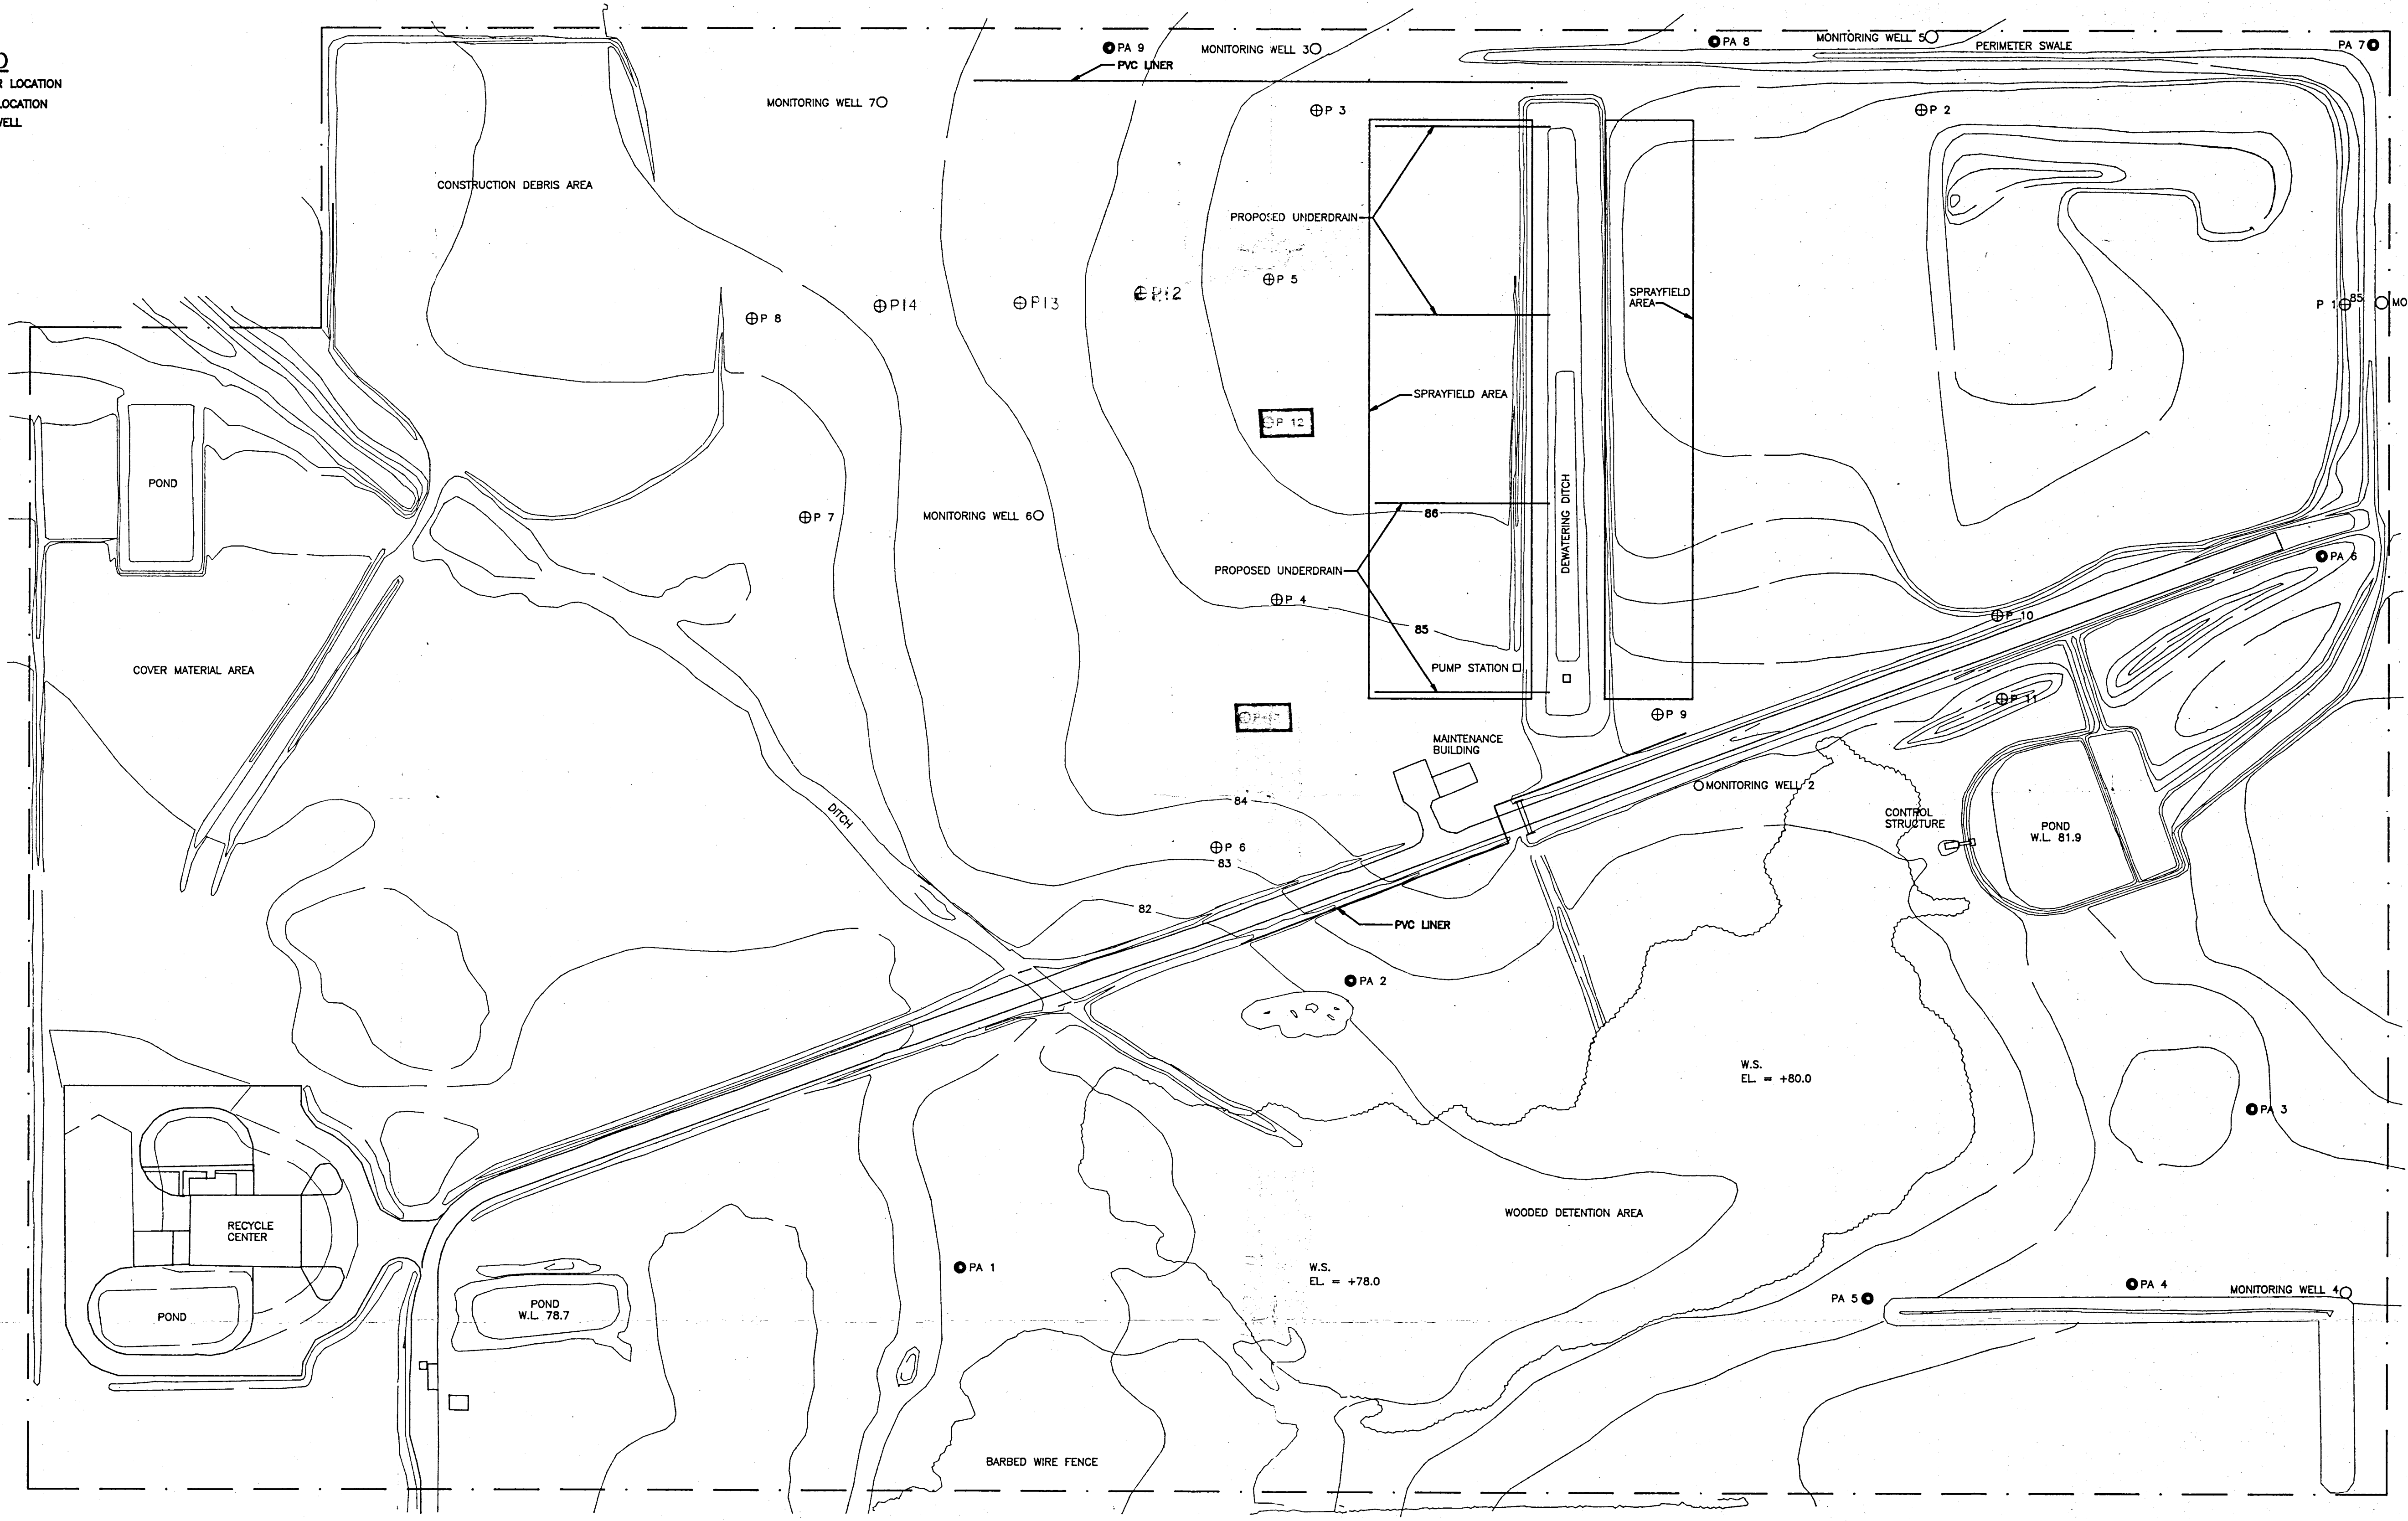 R LOCATION
LOCATION
WELL
PA 9
MONITORING WELL 3
PVC LINER
PA 8
MONITORING WELL 5
PERIMETER SWALE
PA 7
MONITORING WELL 7
P 3
P 2
CONSTRUCTION DEBRIS AREA
PROPOSED UNDERDRAIN
P 5
P14
P13
P12
P 8
SPRAYFIELD
AREA
P 1
85
MO
SPRAYFIELD AREA
P 12
POND
P 7
MONITORING WELL 6
86
DEWATERING DITCH
PROPOSED UNDERDRAIN
PA 6
P 4
85
P 10
COVER MATERIAL AREA
PUMP STATION
P 11
P 9
MAINTENANCE
BUILDING
MONITORING WELL 2
84
DITCH
CONTROL
STRUCTURE
POND
W.L. 81.9
P 6
83
82
PVC LINER
PA 2
W.S.
EL. = +80.0
PA 3
WOODED DETENTION AREA
RECYCLE
CENTER
PA 1
W.S.
EL. = +78.0
PA 4
MONITORING WELL 4
PA 5
POND
W.L. 78.7
POND
BARBED WIRE FENCE